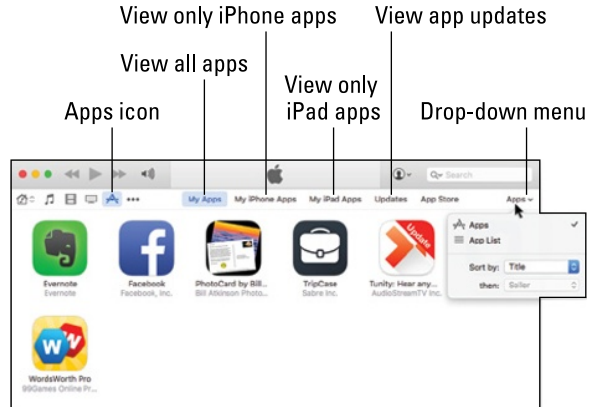 View only iPhone apps
View app updates
View all apps
View only
iPad apps
Apps icon
Drop-down menu
Search
My Apps My iPhone Apps My iPad Apps Updates App Store Apps
Apps
App List
Sort by: Title
then: Seller
Update
Evernote
Evernote
Facebook
Facebook, Inc.
PhotoCard by Bill...
Bill Atkinson Photo...
TripCase
Sabre Inc.
Tunity: Hear any...
AudioStreamTV Inc.
W W
WordsWorth Pro
99Games Online Pr...